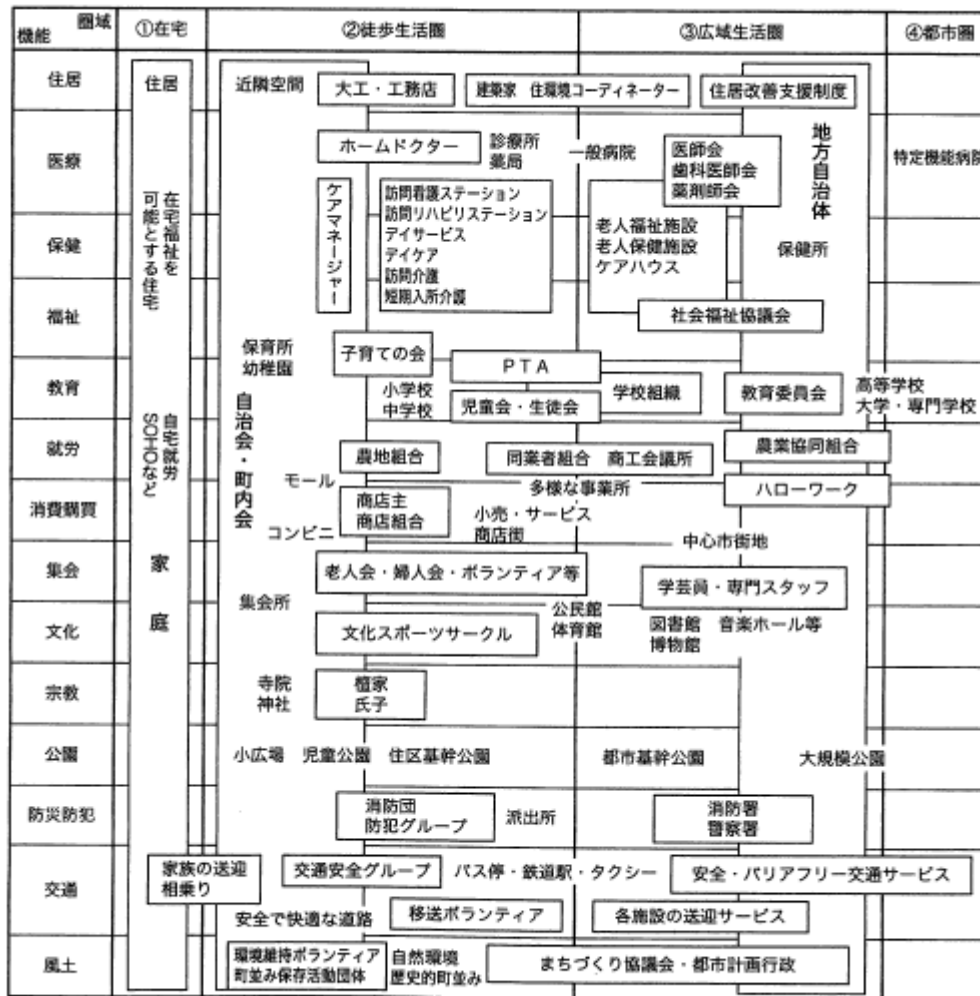 圏域
機能
①在宅
②徒歩生活圏
③広域生活圏
④都市圏
住居
住居
近隣空間
大工・工務店
建築家 住環境コーディネーター
住居改善支援制度
医療
ホームドクター
診療所
薬局
一般病院
医師会
歯科医師会
薬剤師会
地方自治体
特定機能病院
在宅福祉を
可能とする住宅
ケアマネージャー
訪問看護ステーション
訪問リハビリステーション
デイサービス
デイケア
訪問介護
短期入所介護
保健
老人福祉施設
老人保健施設
ケアハウス
保健所
福祉
社会福祉協議会
保育所
幼稚園
子育ての会
教育
PTA
小学校
中学校
児童会・生徒会
学校組織
教育委員会
高等学校
大学・専門学校
自治会・町内会
自宅就労
SOHOなど
就労
農地組合
同業者組合 商工会議所
農業協同組合
モール
多様な事業所
ハローワーク
消費購買
商店主
商店組合
小売・サービス
商店街
コンビニ
中心市街地
家庭
集会
老人会・婦人会・ボランティア等
学芸員・専門スタッフ
集会所
公民館
体育館
図書館 音楽ホール等
博物館
文化
文化スポーツサークル
宗教
寺院
神社
檀家
氏子
公園
小広場 児童公園 住区基幹公園
都市基幹公園
大規模公園
防災防犯
消防団
防犯グループ
派出所
消防署
警察署
交通
家族の送迎
相乗り
交通安全グループ
バス停・鉄道駅・タクシー
安全・バリアフリー交通サービス
安全で快適な道路
移送ボランティア
各施設の送迎サービス
風土
環境維持ボランティア
町並み保存活動団体
自然環境
歴史的町並み
まちづくり協議会・都市計画行政